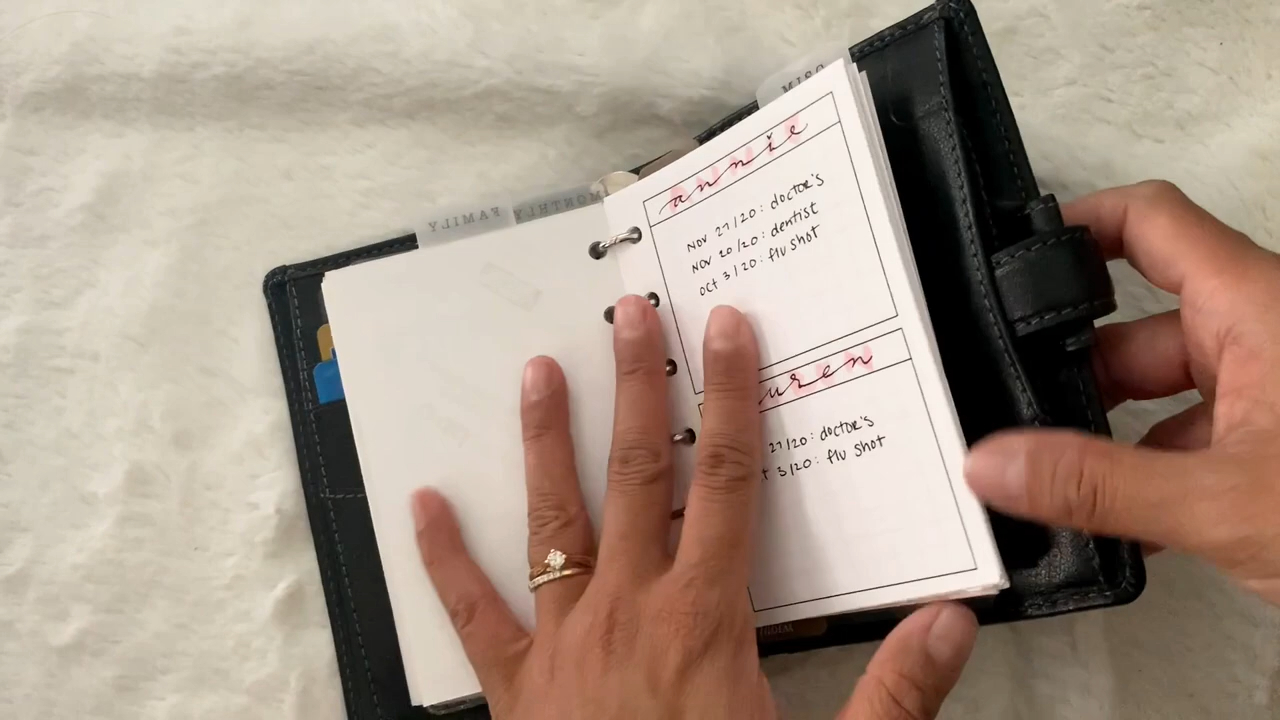 FAMILY
MONTHLY
MISC
annie
Nov 27/20: doctor's
Nov 20/20: dentist
Oct 3/20: flu shot
uren
27/20: doctor's
3/20: flu shot